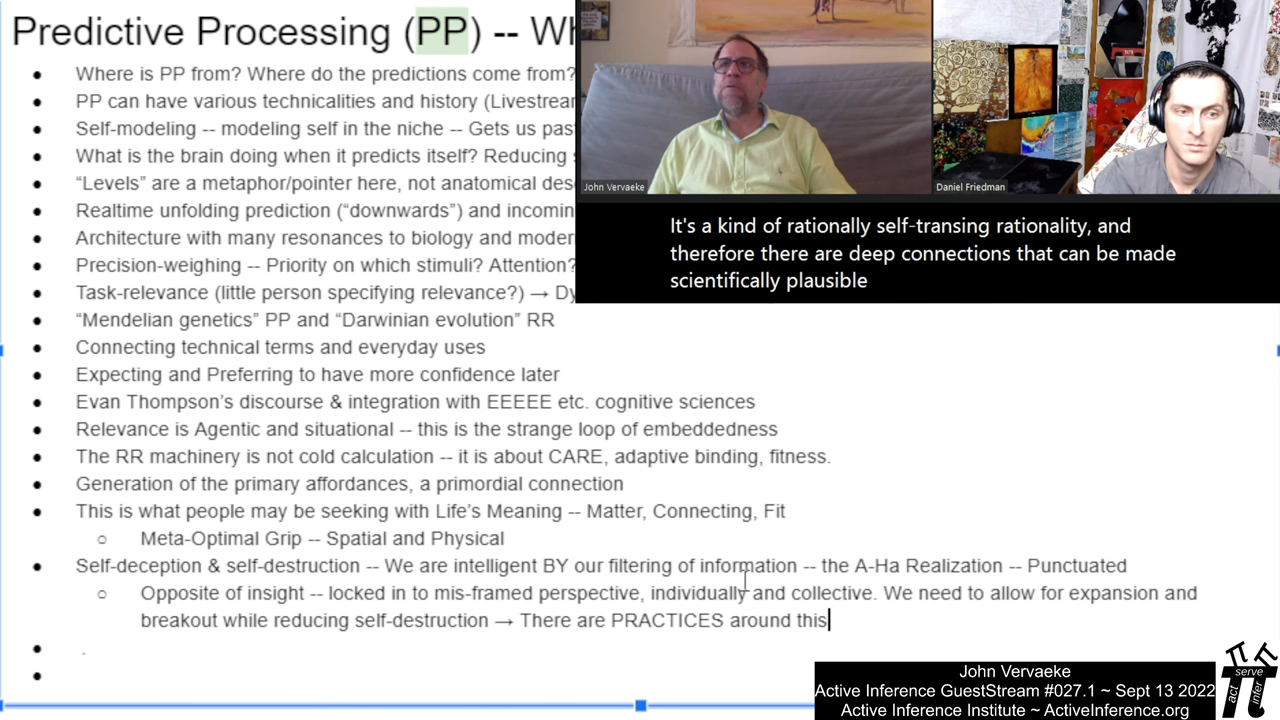 Predictive Processing (PP) -- Wh
Where is PP from? Where do the predictions come from?
PP can have various technicalities and history (Livestream
Self-modeling -- modeling self in the niche -- Gets us past
What is the brain doing when it predicts itself? Reducing
“Levels” are a metaphor/pointer here, not anatomical des
Realtime unfolding prediction (“downwards”) and incomin
Architecture with many resonances to biology and moder
Precision-weighing -- Priority on which stimuli? Attention?
Task-relevance (little person specifying relevance?) → Dy
“Mendelian genetics” PP and “Darwinian evolution” RR
Connecting technical terms and everyday uses
Expecting and Preferring to have more confidence later
Evan Thompson’s discourse & integration with EEEEE etc. cognitive sciences
Relevance is Agentic and situational -- this is the strange loop of embeddedness
The RR machinery is not cold calculation -- it is about CARE, adaptive binding, fitness.
Generation of the primary affordances, a primordial connection
This is what people may be seeking with Life’s Meaning -- Matter, Connecting, Fit
Meta-Optimal Grip -- Spatial and Physical
Self-deception & self-destruction -- We are intelligent BY our filtering of information -- the A-Ha Realization -- Punctuated
Opposite of insight -- locked in to mis-framed perspective, individually and collective. We need to allow for expansion and
breakout while reducing self-destruction → There are PRACTICES around this
.
John Vervaeke
Daniel Friedman
It's a kind of rationally self-transing rationality, and
therefore there are deep connections that can be made
scientifically plausible
John Vervaeke
Active Inference GuestStream #027.1 ~ Sept 13 2022
Active Inference Institute ~ ActiveInference.org
serve
act
infer